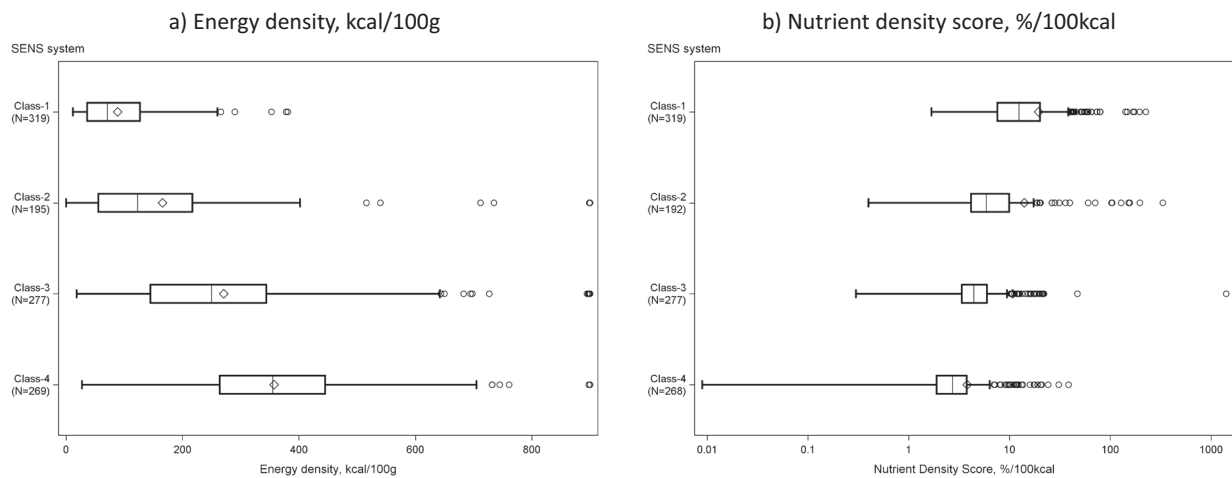 a) Energy density, kcal/100g
SENS system
Class-1
(N=319)
Class-2
(N=195)
Class-3
(N=277)
Class-4
(N=269)
0 200 400 600 800
Energy density, kcal/100g
b) Nutrient density score, %/100kcal
SENS system
Class-1
(N=319)
Class-2
(N=192)
Class-3
(N=277)
Class-4
(N=268)
0.01 0.1 1 10 100 1000
Nutrient Density Score, %/100kcal